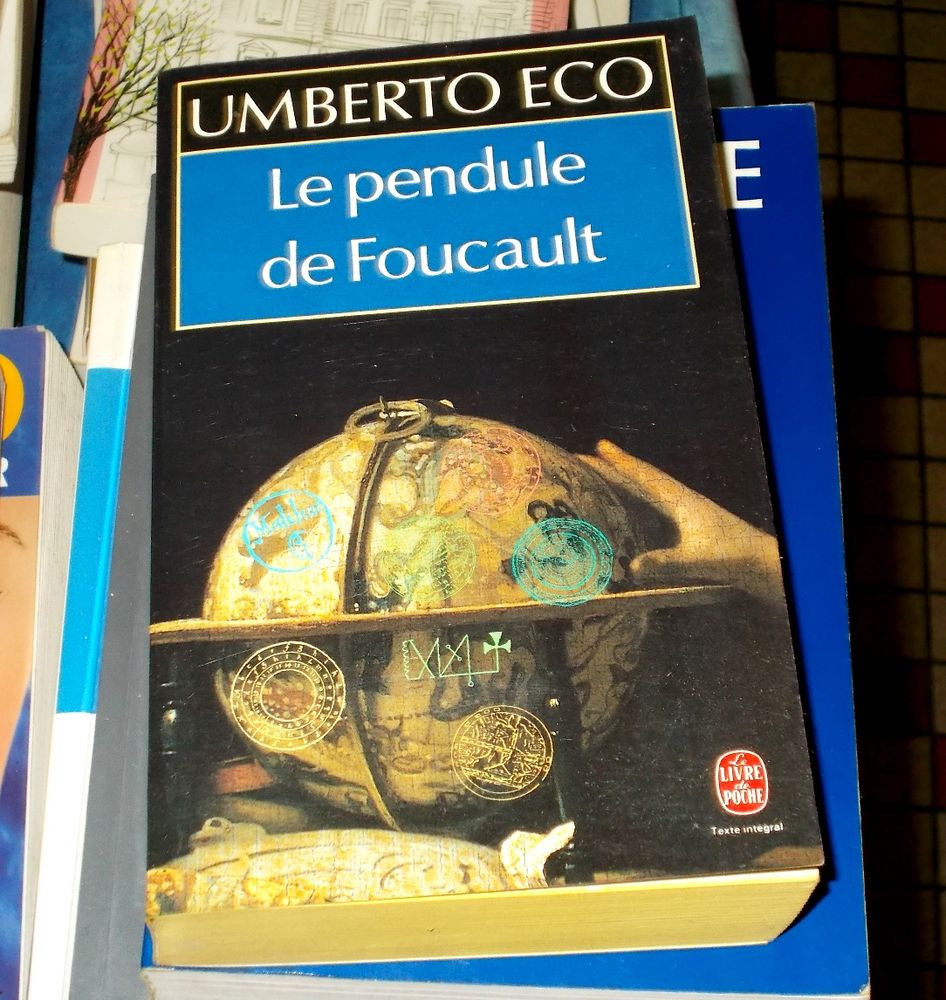 UMBERTO ECO
Le pendule
de Foucault
Le
LIVRE
de
POCHE
Texte intégral
E
R